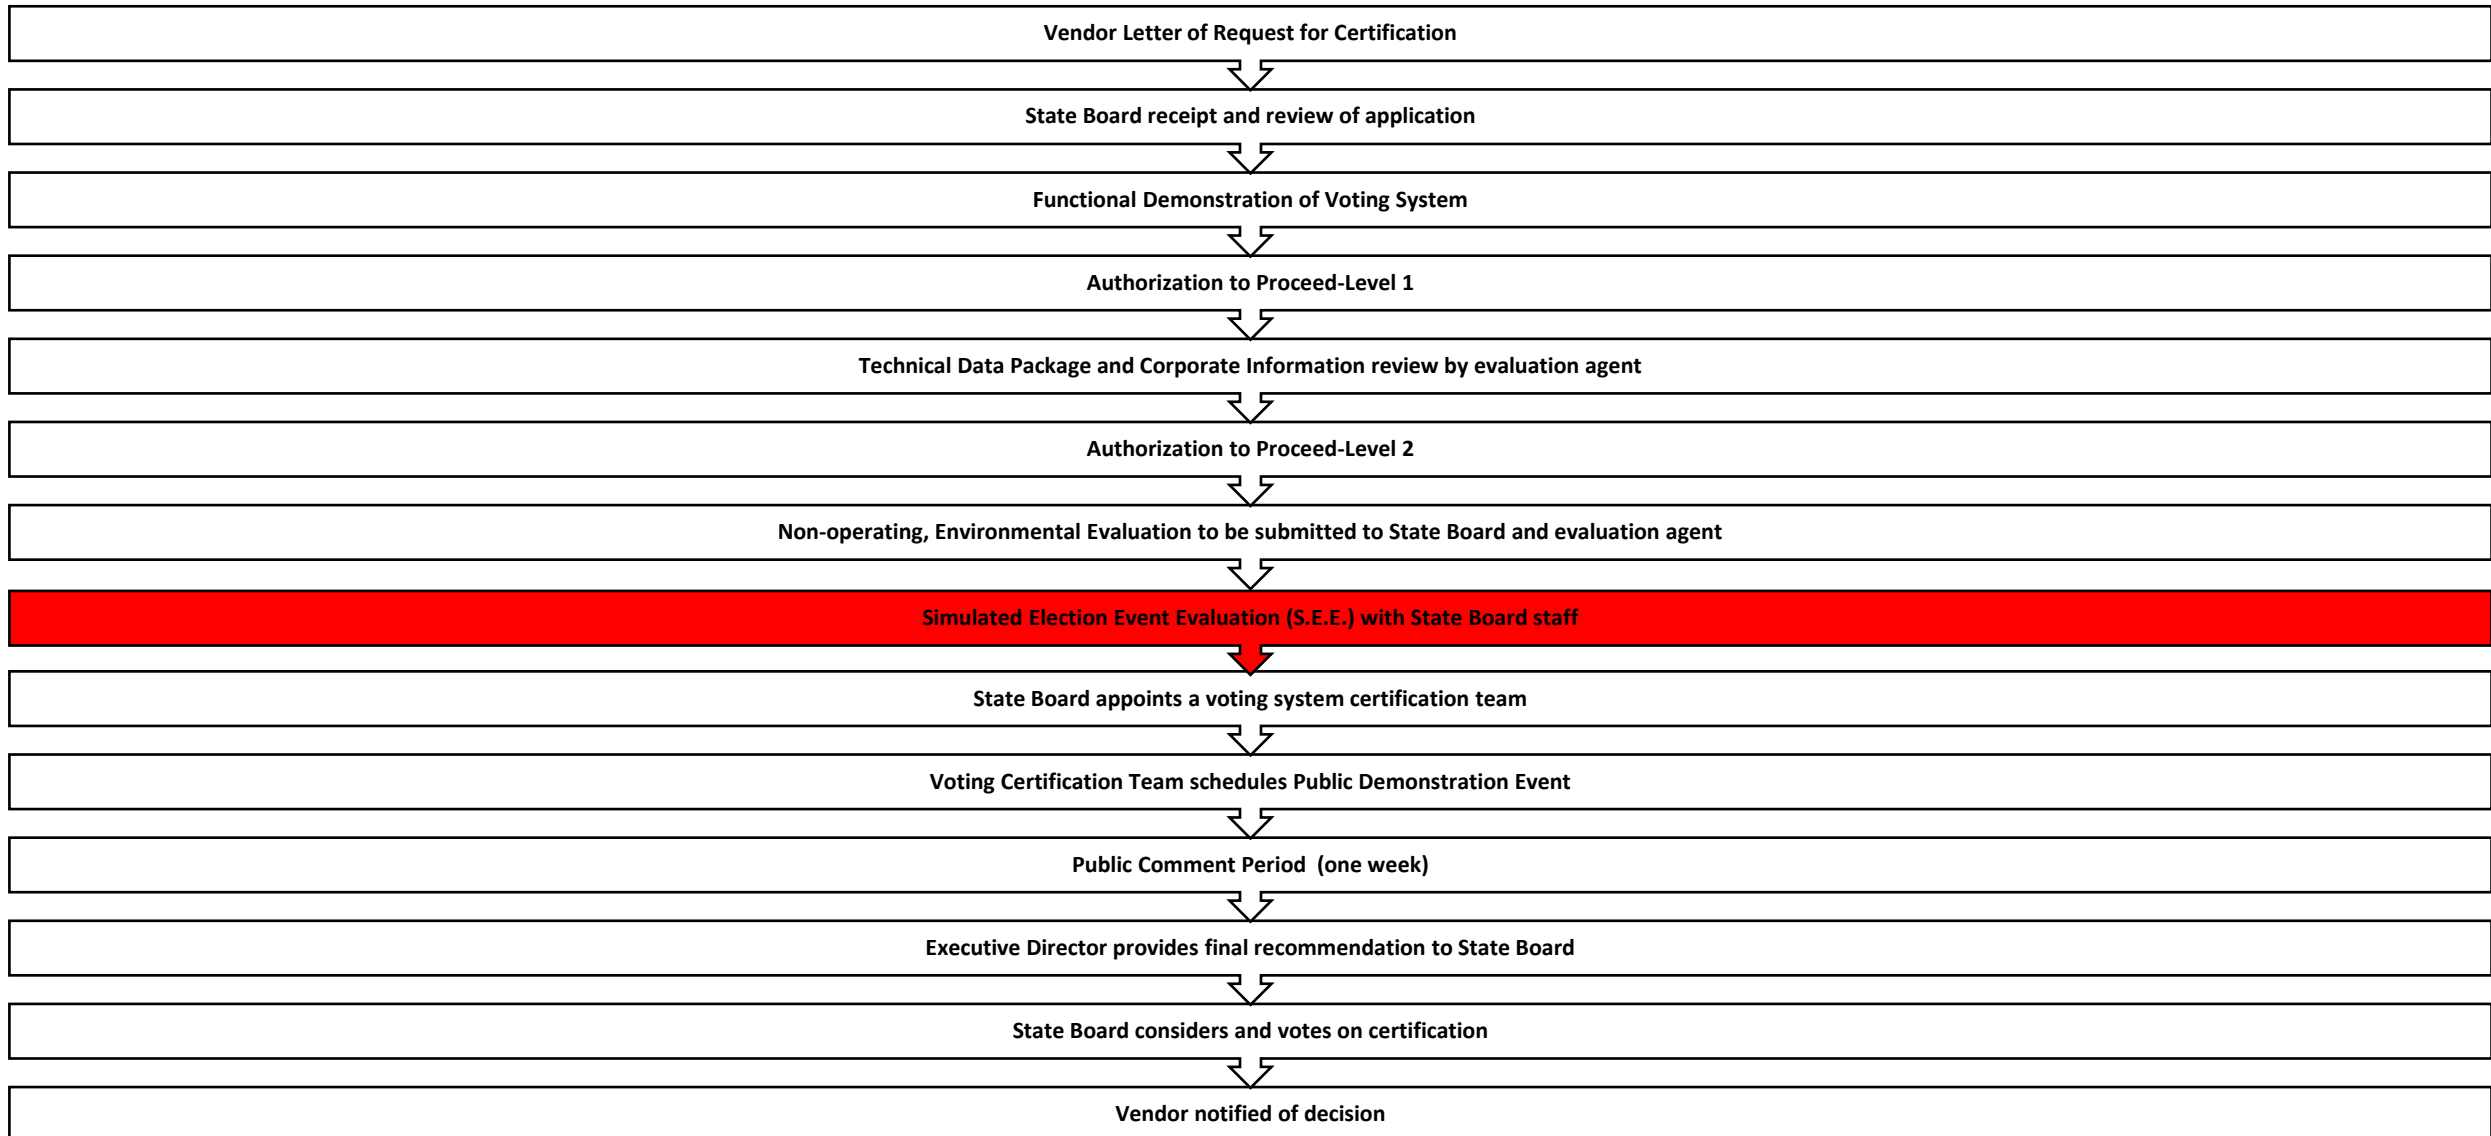 Vendor Letter of Request for Certification
State Board receipt and review of application
Functional Demonstration of Voting System
Authorization to Proceed-Level 1
Technical Data Package and Corporate Information review by evaluation agent
Authorization to Proceed-Level 2
Non-operating, Environmental Evaluation to be submitted to State Board and evaluation agent
Simulated Election Event Evaluation (S.E.E.) with State Board staff
State Board appoints a voting system certification team
Voting Certification Team schedules Public Demonstration Event
Public Comment Period (one week)
Executive Director provides final recommendation to State Board
State Board considers and votes on certification
Vendor notified of decision